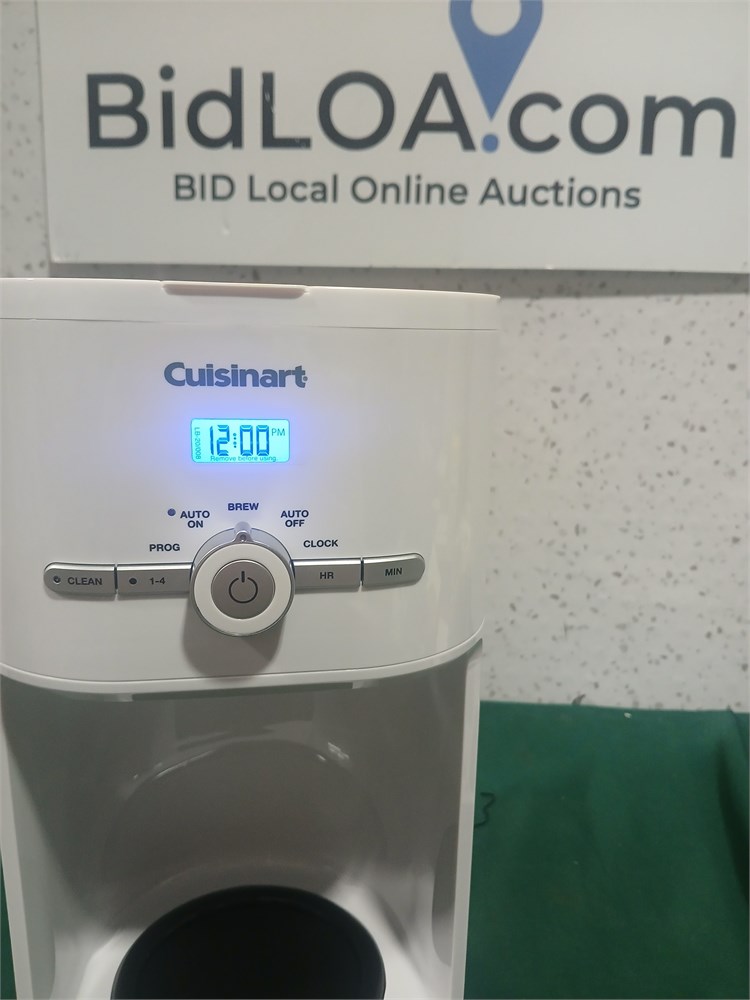 BidLOA.com
BID Local Online Auctions
Cuisinart
12:00 PM
Remove before using.
AUTO ON
BREW
AUTO OFF
PROG
CLOCK
CLEAN
1-4
HR
MIN